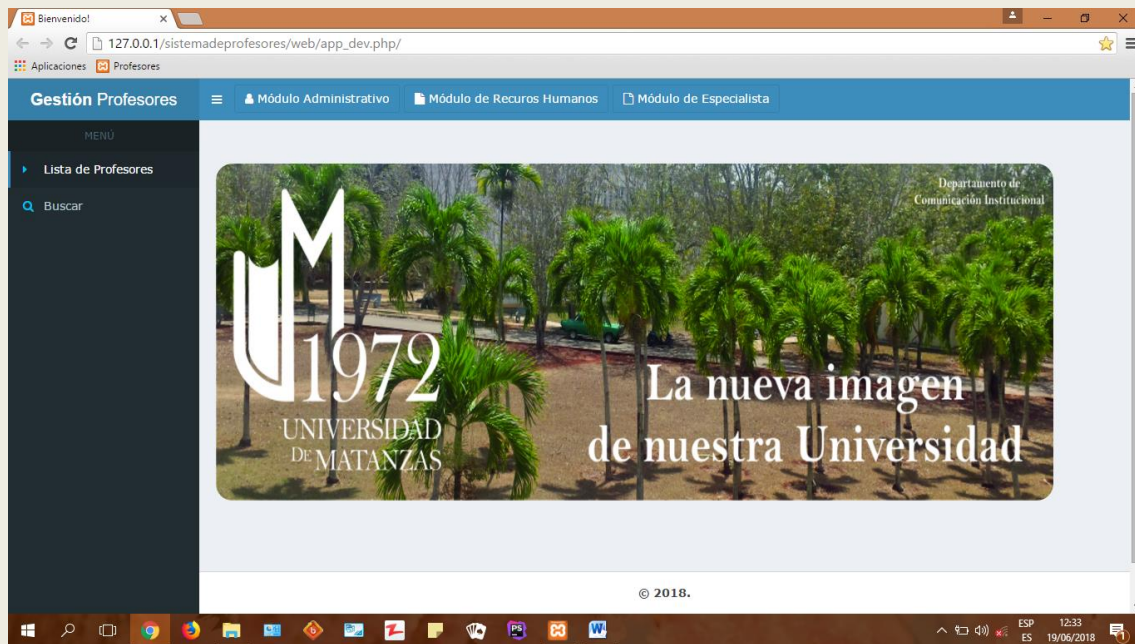 Bienvenido!
127.0.0.1/sistemadeprofesores/web/app_dev.php/
Aplicaciones Profesores
Gestión Profesores
Módulo Administrativo Módulo de Recuros Humanos Módulo de Especialista
MENÚ
Lista de Profesores
Buscar
Departamento de
Comunicación Institucional
UM
1972
UNIVERSIDAD
DE MATANZAS
La nueva imagen
de nuestra Universidad
© 2018.
PS
W
ESP 12:33
ES 19/06/2018